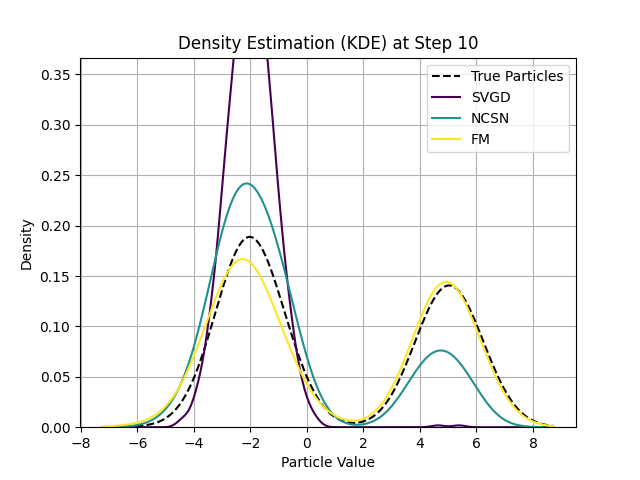 Density Estimation (KDE) at Step 10
True Particles
SVGD
NCSN
FM
0.35
0.30
0.25
0.20
0.15
0.10
0.05
0.00
Density
−8 −6 −4 −2 0 2 4 6 8
Particle Value